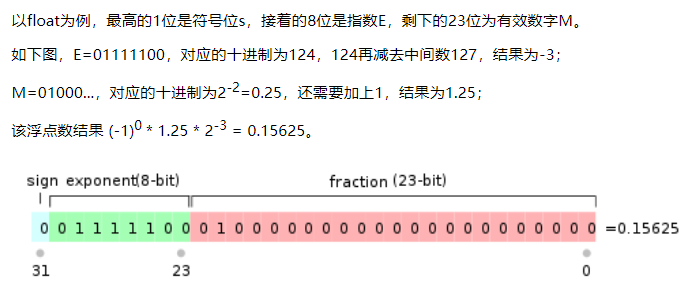 以float为例，最高的1位是符号位s，接着的8位是指数E，剩下的23位为有效数字M。
如下图，E=01111100，对应的十进制为124，124再减去中间数127，结果为-3；
M=01000...，对应的十进制为2^-2=0.25，还需要加上1，结果为1.25；
该浮点数结果 (-1)^0 * 1.25 * 2^-3 = 0.15625。
sign exponent(8-bit) fraction (23-bit)
0 0 1 1 1 1 1 0 0 0 1 0 0 0 0 0 0 0 0 0 0 0 0 0 0 0 0 0 0 0 0 0 =0.15625
31 23 0